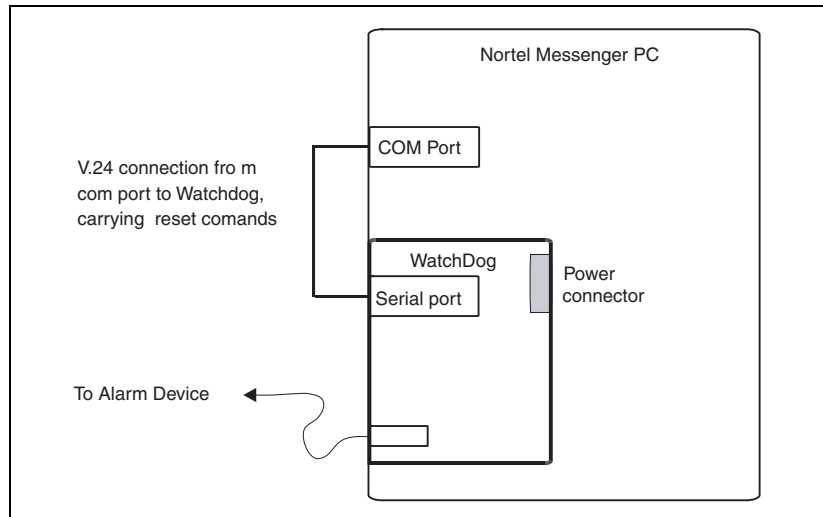 Nortel Messenger PC
COM Port
V.24 connection fro m
com port to Watchdog,
carrying reset comands
WatchDog
Serial port
Power
connector
To Alarm Device